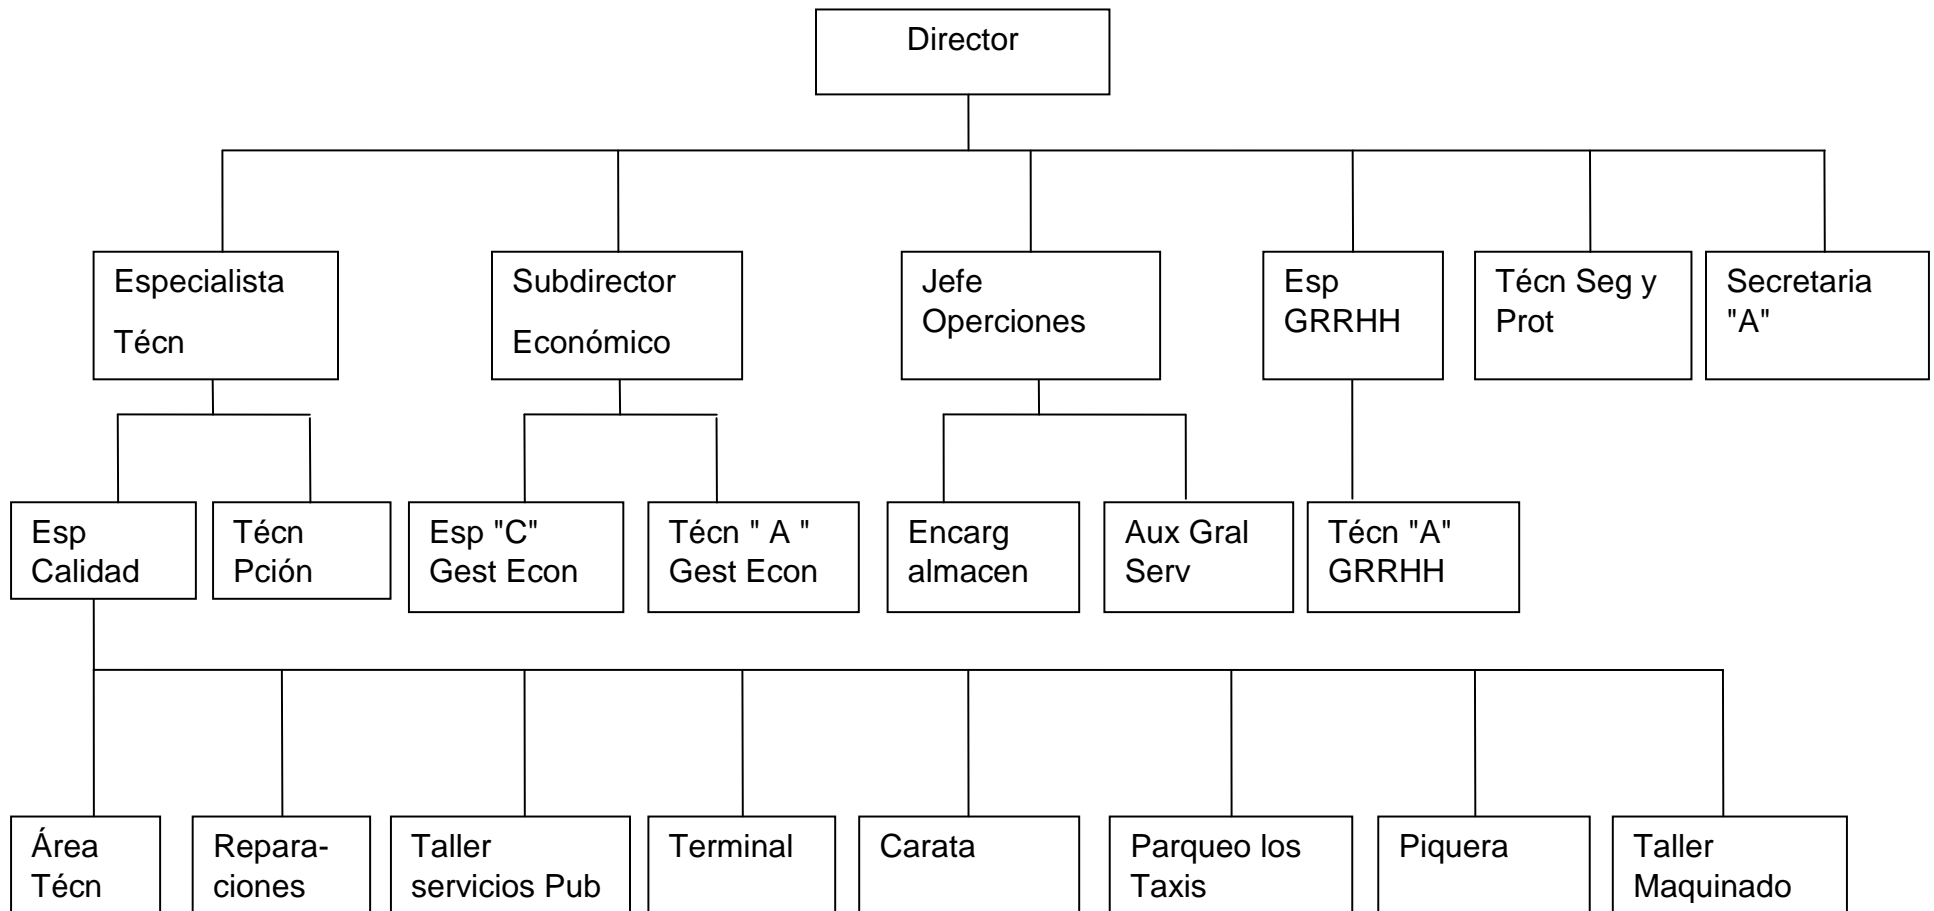 Director
Especialista
Técn
Subdirector
Económico
Jefe
Operciones
Esp
GRRHH
Técn Seg y
Prot
Secretaria
"A"
Esp
Calidad
Técn
Pción
Esp "C"
Gest Econ
Técn " A "
Gest Econ
Encarg
almacen
Aux Gral
Serv
Técn "A"
GRRHH
Área
Técn
Repara-
ciones
Taller
servicios Pub
Terminal
Carata
Parqueo los
Taxis
Piquera
Taller
Maquinado